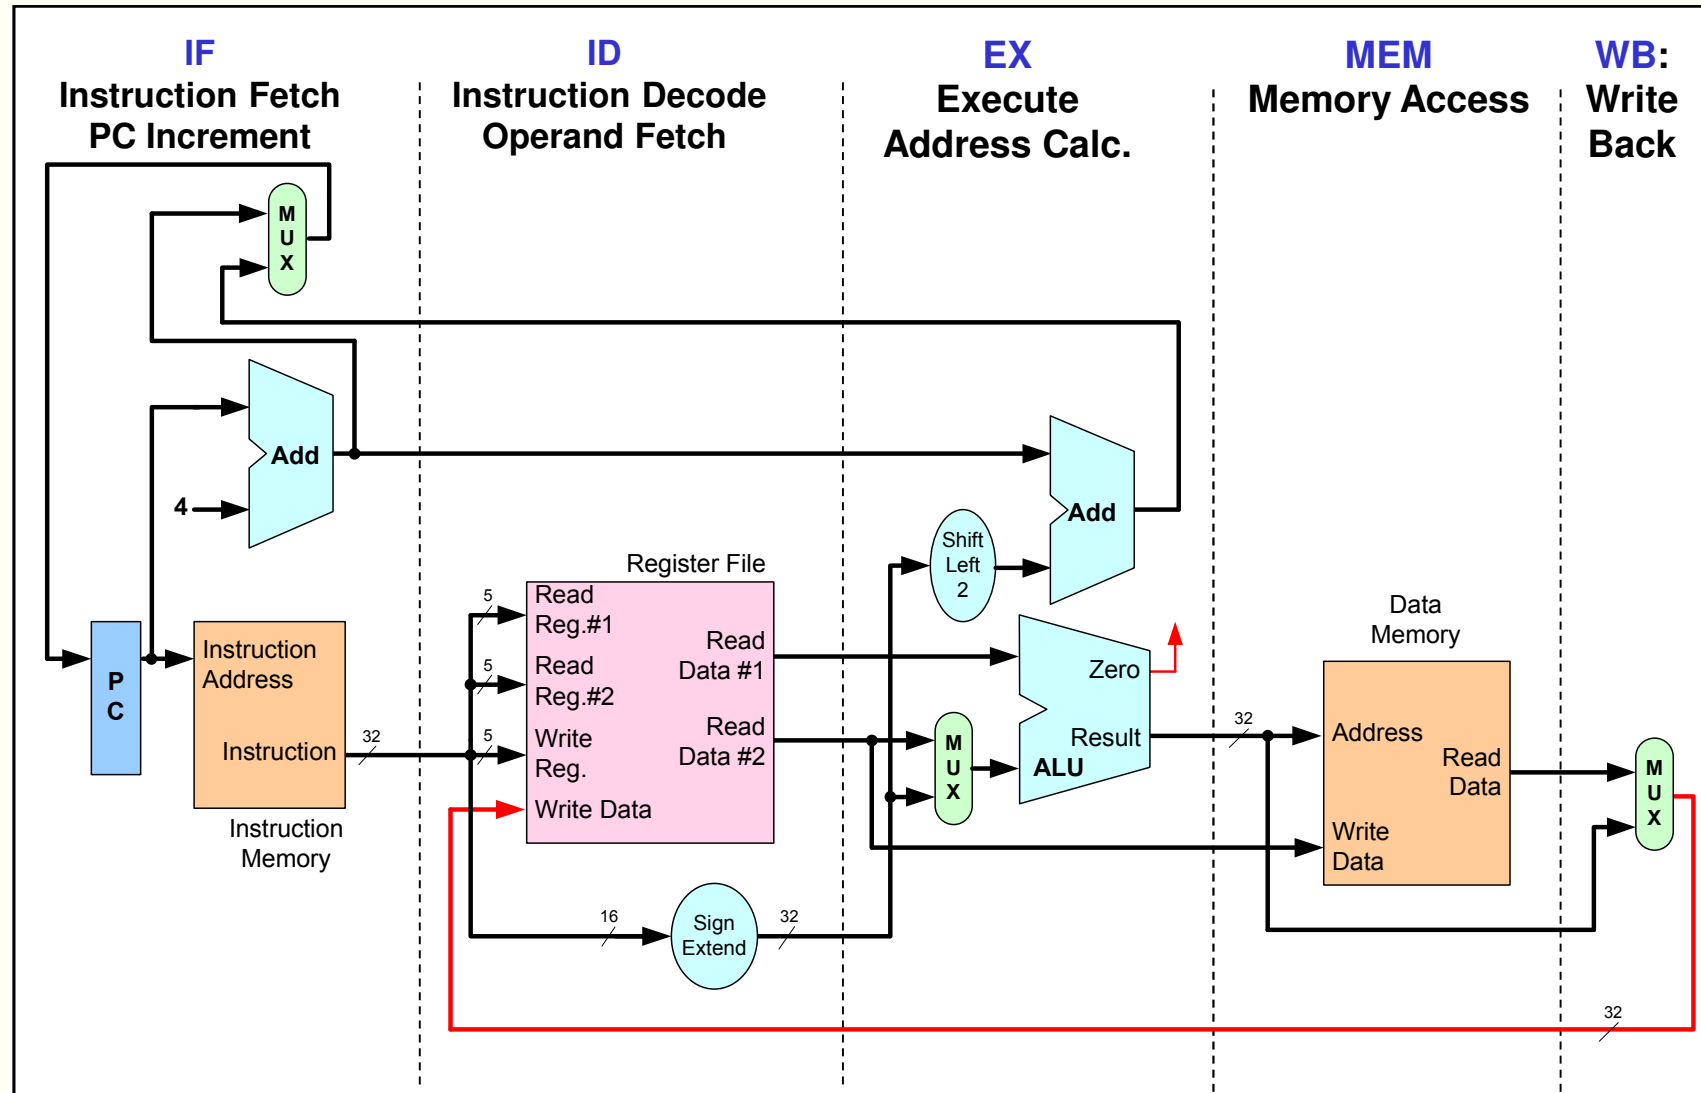 IF
Instruction Fetch
PC Increment
ID
Instruction Decode
Operand Fetch
EX
Execute
Address Calc.
MEM
Memory Access
WB:
Write
Back
M
U
X
Add
4
Add
Shift
Left
2
Register File
P
C
Instruction
Address
Instruction
32
Instruction
Memory
5
5
5
Read
Reg.#1
Read
Reg.#2
Write
Reg.
Write Data
Read
Data #1
Read
Data #2
16
Sign
Extend
32
M
U
X
Zero
Result
ALU
32
Data
Memory
Address
Read
Data
Write
Data
M
U
X
32